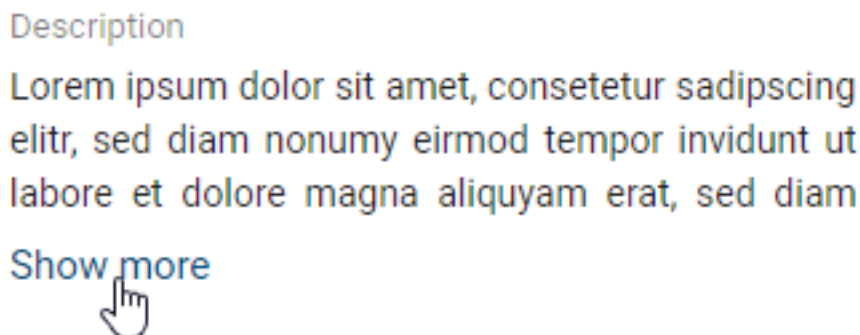 Description
Lorem ipsum dolor sit amet, consetetur sadipscing
elitr, sed diam nonumy eirmod tempor invidunt ut
labore et dolore magna aliquyam erat, sed diam
Show more